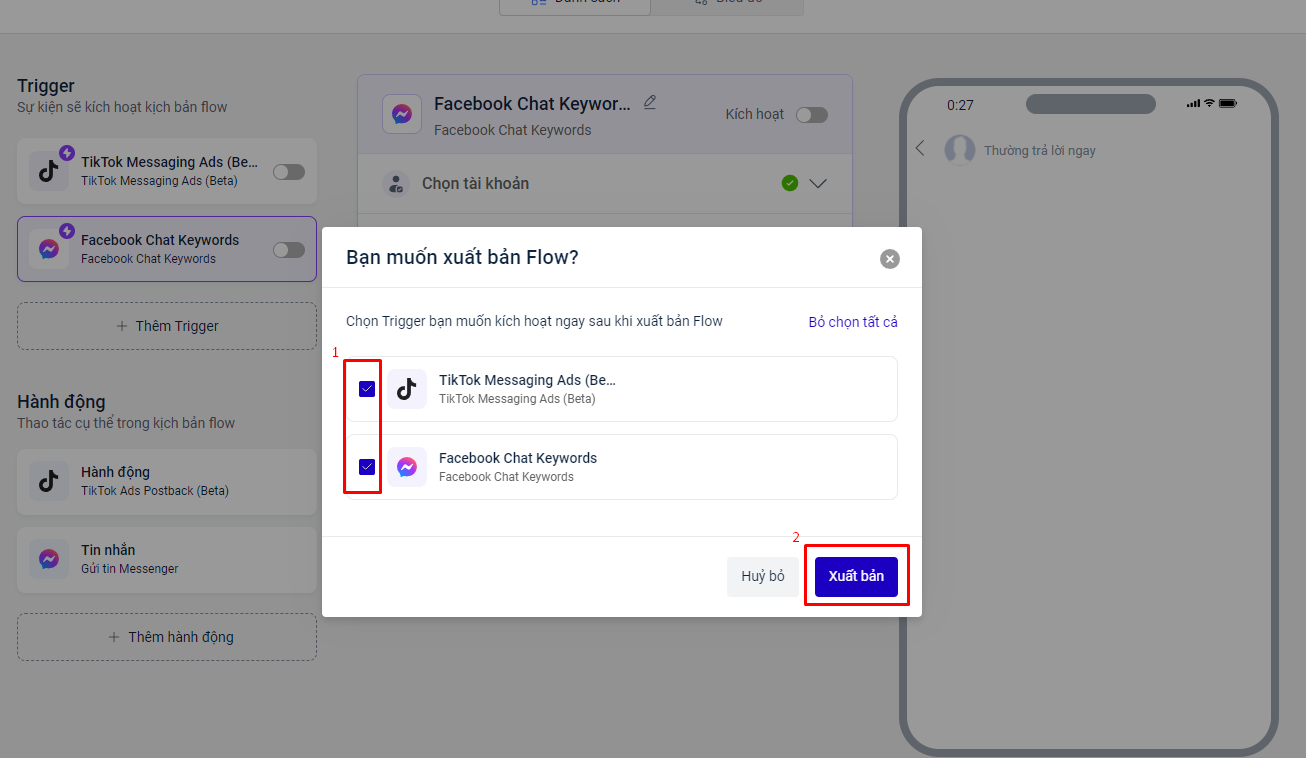 Danh sách
Biểu đồ
Trigger
Sự kiện sẽ kích hoạt kịch bản flow
TikTok Messaging Ads (Be...
TikTok Messaging Ads (Beta)
Facebook Chat Keywords
Facebook Chat Keywords
Thêm Trigger
Hành động
Thao tác cụ thể trong kịch bản flow
Hành động
TikTok Ads Postback (Beta)
Tin nhắn
Gửi tin Messenger
Thêm hành động
Facebook Chat Keywor...
Facebook Chat Keywords
Kích hoạt
Chọn tài khoản
Bạn muốn xuất bản Flow?
Chọn Trigger bạn muốn kích hoạt ngay sau khi xuất bản Flow
Bỏ chọn tất cả
1
TikTok Messaging Ads (Be...
TikTok Messaging Ads (Beta)
Facebook Chat Keywords
Facebook Chat Keywords
2
Huỷ bỏ
Xuất bản
0:27
Thường trả lời ngay